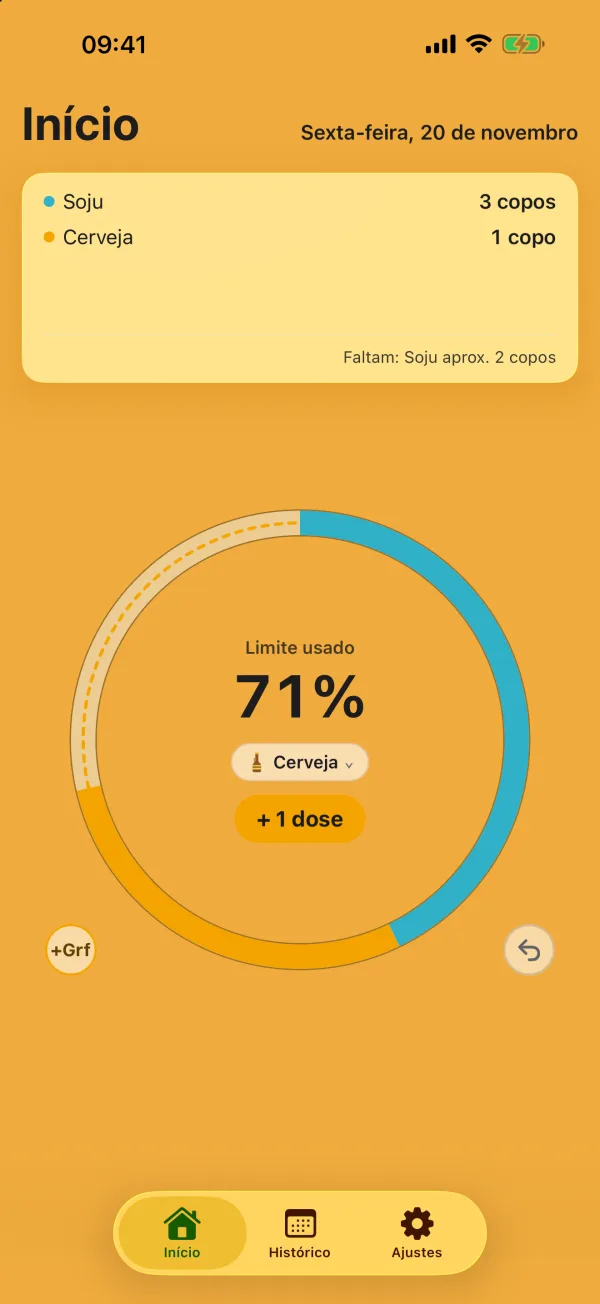 09:41
Início
Sexta-feira, 20 de novembro
Soju 3 copos
Cerveja 1 copo
Faltam: Soju aprox. 2 copos
Limite usado
71%
Cerveja
+ 1 dose
+Grf
Início Histórico Ajustes